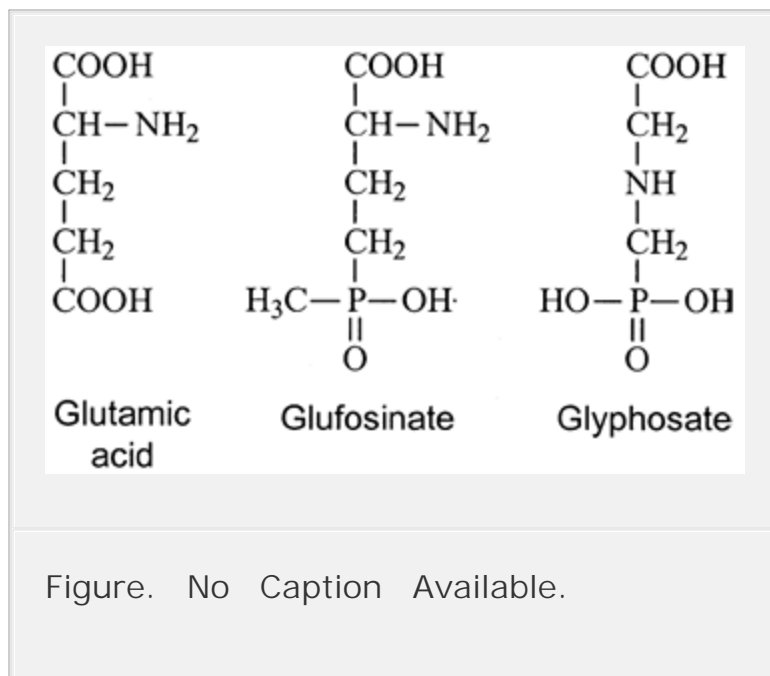 COOH COOH COOH
CH–NH₂ CH–NH₂ CH₂
CH₂ CH₂ NH
CH₂ CH₂ CH₂
COOH H₃C–P–OH· HO–P–OH
O O
Glutamic acid Glufosinate Glyphosate
Figure. No Caption Available.